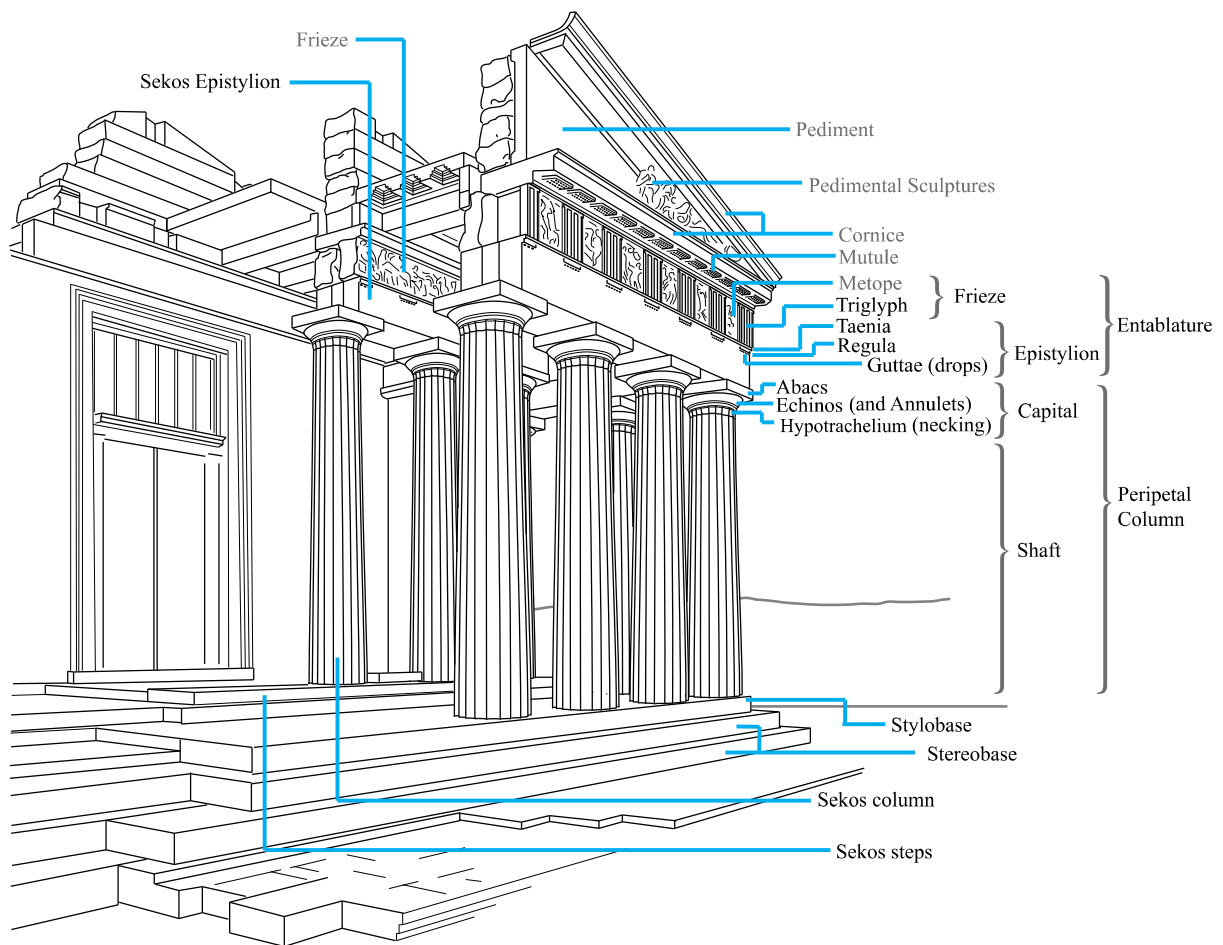 Frieze
Sekos Epistylion
Pediment
Pedimental Sculptures
Cornice
Mutule
Metope
Frieze
Triglyph
Taenia
Entablature
Regula
Epistylion
Guttae (drops)
Abacs
Echinos (and Annulets)
Capital
Hypotrachelium (necking)
Peripetal
Column
Shaft
Stylobase
Stereobase
Sekos column
Sekos steps